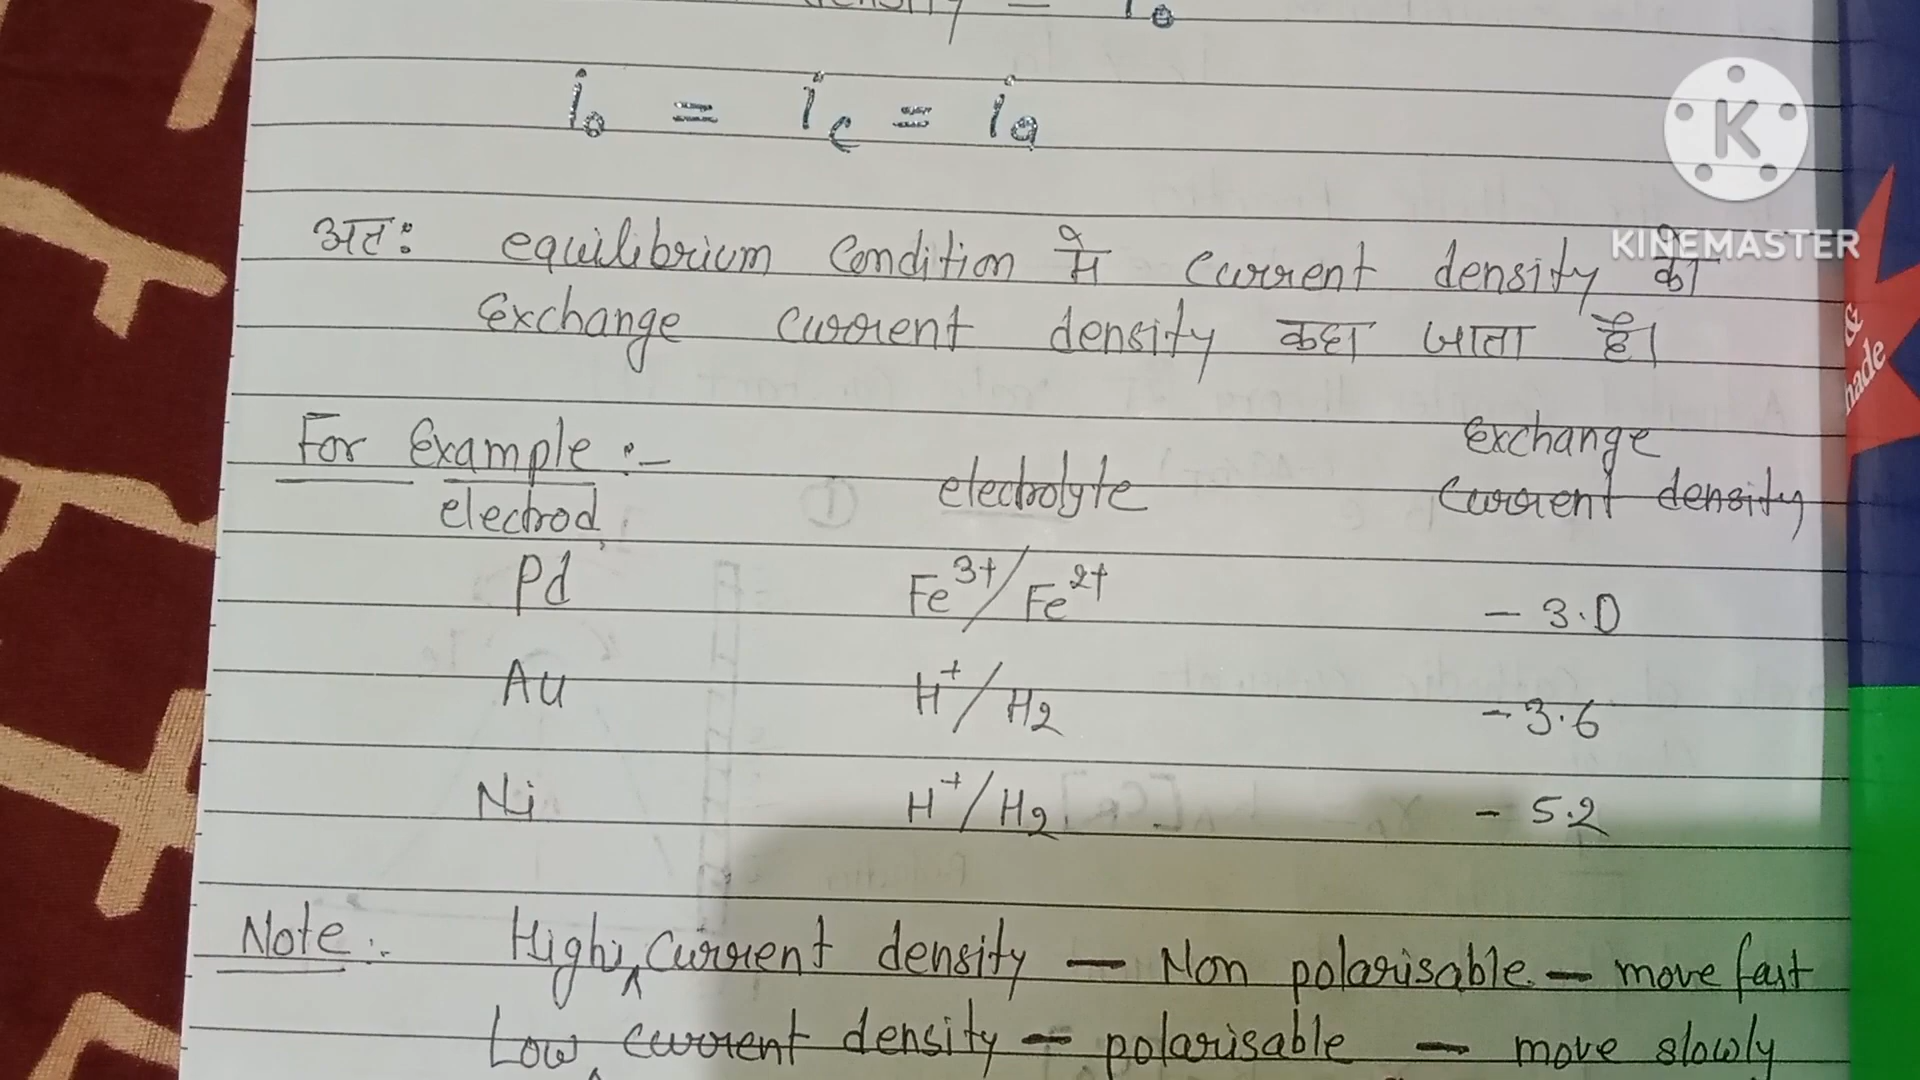 density = i₀
i₀ = i_c = i_a
KINEMASTER
अतः equilibrium condition में current density को
exchange current density कहा जाता है।
For Example :-
electrod electrolyte exchange current density
Pd Fe³⁺/Fe²⁺ - 3.0
Au H⁺/H₂ - 3.6
Ni H⁺/H₂ - 5.2
Note :- High current density — Non polarisable — move fast
Low current density — polarisable — move slowly